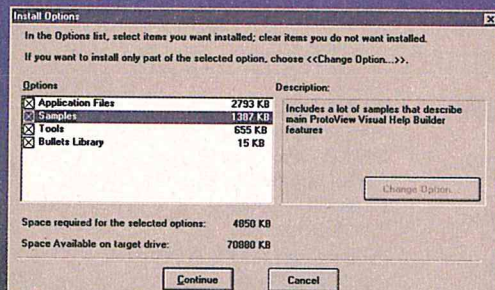 Install Options
In the Options list, select items you want installed; clear items you do not want installed.
If you want to install only part of the selected option, choose <<Change Option...>>.
Options
Application Files 2793 KB
Samples 1387 KB
Tools 655 KB
Bullets Library 15 KB
Description:
Includes a lot of samples that describe
main ProtoView Visual Help Builder
features
Change Option...
Space required for the selected options: 4850 KB
Space Available on target drive: 70880 KB
Continue
Cancel